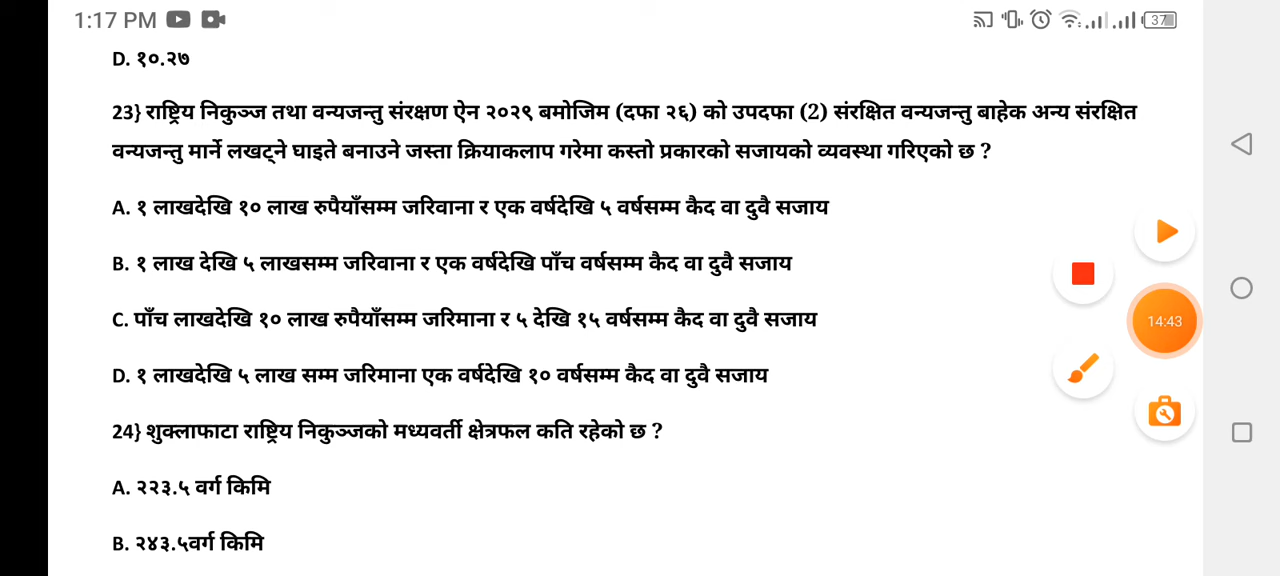 1:17 PM
37
D. १०.२७
23} राष्ट्रिय निकुञ्ज तथा वन्यजन्तु संरक्षण ऐन २०२९ बमोजिम (दफा २६) को उपदफा (2) संरक्षित वन्यजन्तु बाहेक अन्य संरक्षित
वन्यजन्तु मार्ने लखट्ने घाइते बनाउने जस्ता क्रियाकलाप गरेमा कस्तो प्रकारको सजायको व्यवस्था गरिएको छ ?
A. १ लाखदेखि १० लाख रुपैयाँसम्म जरिवाना र एक वर्षदेखि ५ वर्षसम्म कैद वा दुवै सजाय
B. १ लाख देखि ५ लाखसम्म जरिवाना र एक वर्षदेखि पाँच वर्षसम्म कैद वा दुवै सजाय
C. पाँच लाखदेखि १० लाख रुपैयाँसम्म जरिमाना र ५ देखि १५ वर्षसम्म कैद वा दुवै सजाय
14:43
D. १ लाखदेखि ५ लाख सम्म जरिमाना एक वर्षदेखि १० वर्षसम्म कैद वा दुवै सजाय
24} शुक्लाफाटा राष्ट्रिय निकुञ्जको मध्यवर्ती क्षेत्रफल कति रहेको छ ?
A. २२३.५ वर्ग किमि
B. २४३.५वर्ग किमि